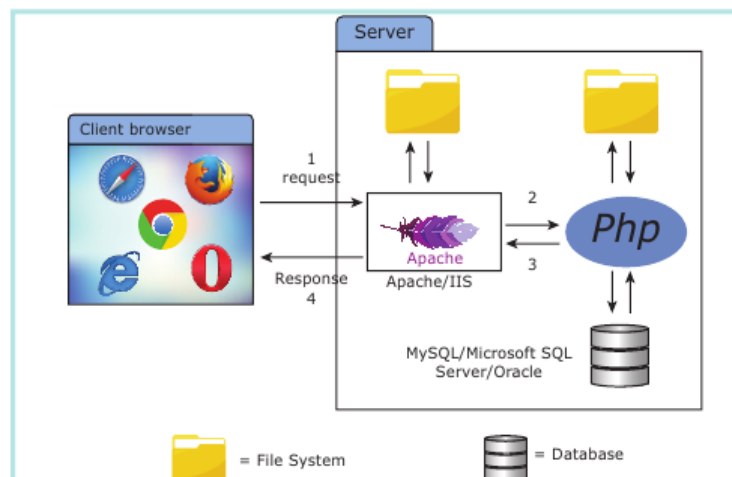 Server
Client browser
1
request
2
Php
Apache
3
Response
4
Apache/IIS
MySQL/Microsoft SQL
Server/Oracle
= File System
= Database